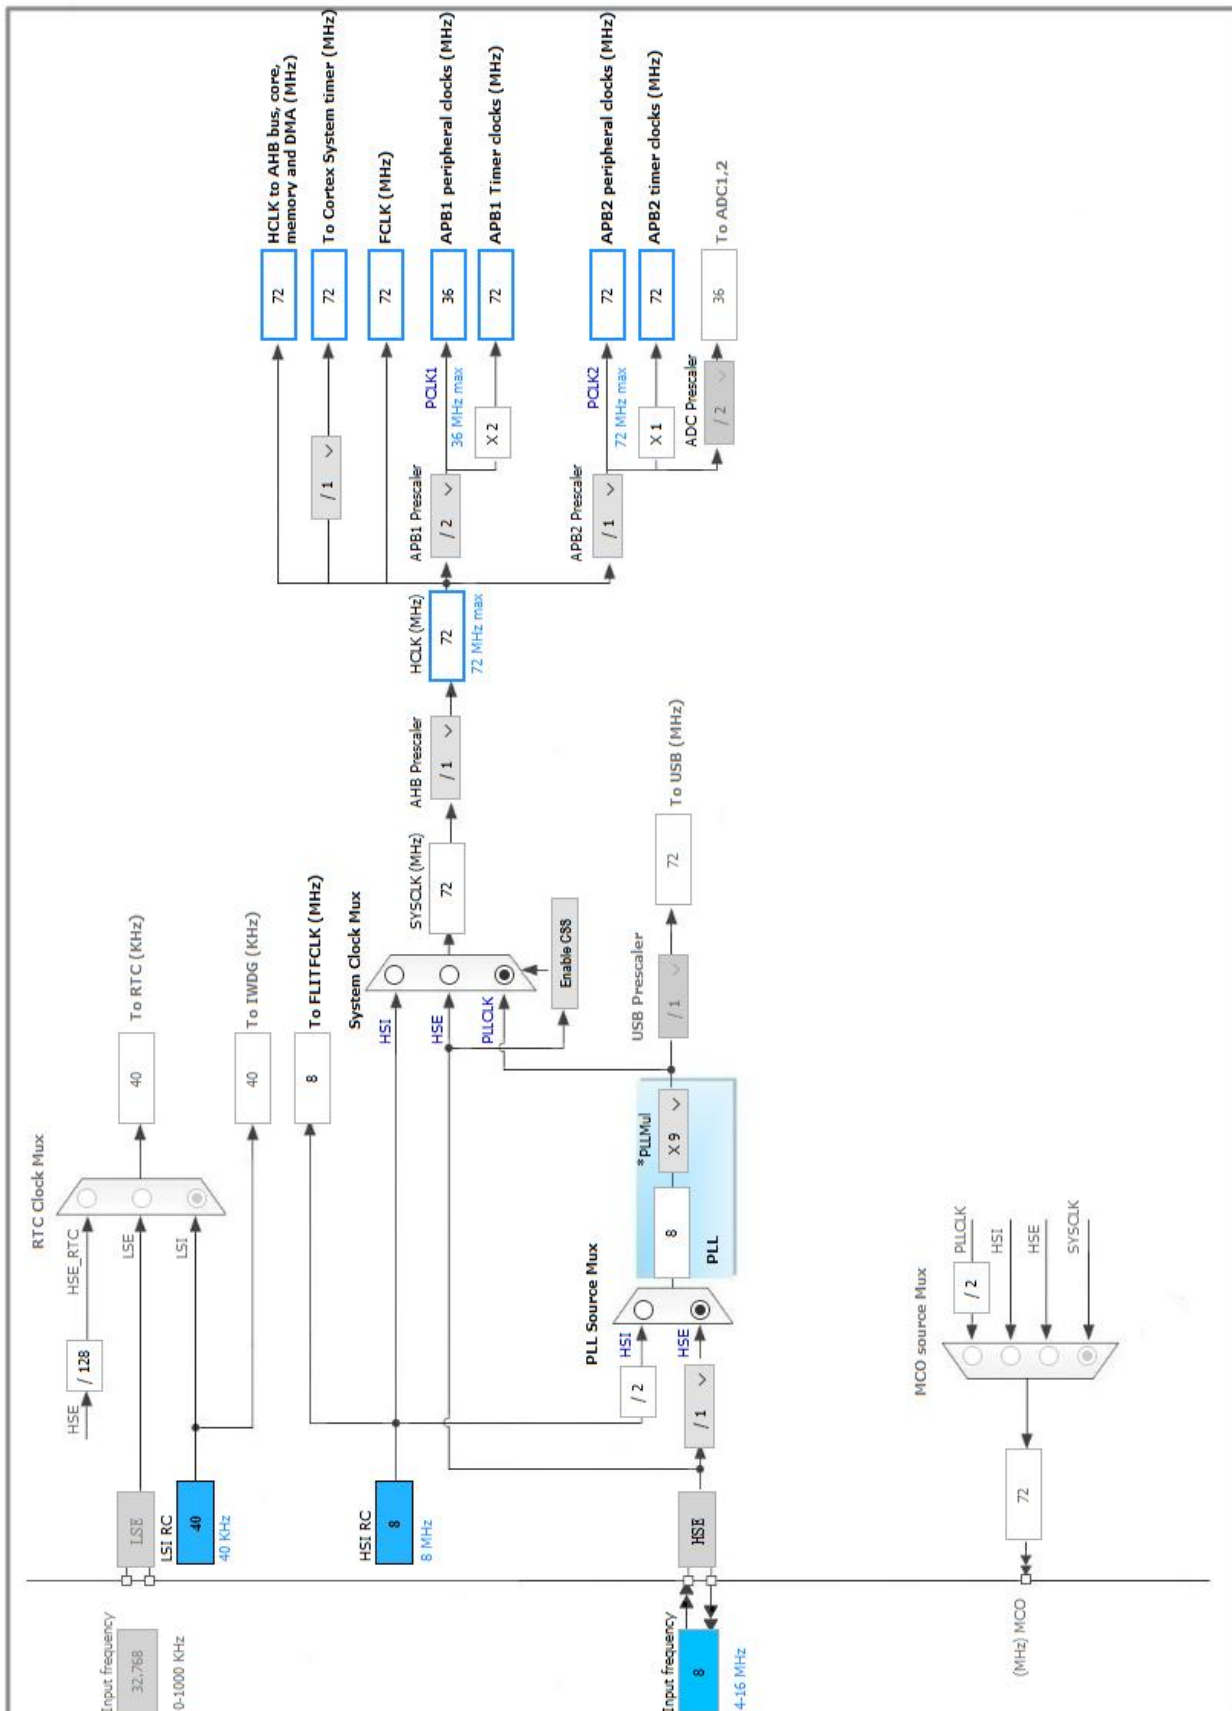 Input frequency
32.768
0-1000 KHz
LSE
LSI RC
40
40 KHz
HSE
/ 128
HSE_RTC
LSE
LSI
RTC Clock Mux
40
To RTC (KHz)
40
To IWDG (KHz)
HSI RC
8
8 MHz
8
To FLITFCLK (MHz)
System Clock Mux
HSI
HSE
PLLCLK
Enable CSS
SYSCLK (MHz)
72
AHB Prescaler
/ 1
HCLK (MHz)
72
72 MHz max
/ 1
APB1 Prescaler
/ 2
PCLK1
36 MHz max
X 2
APB2 Prescaler
/ 1
PCLK2
72 MHz max
X 1
ADC Prescaler
/ 2
72
HCLK to AHB bus, core,
memory and DMA (MHz)
72
To Cortex System timer (MHz)
72
FCLK (MHz)
36
APB1 peripheral clocks (MHz)
72
APB1 Timer clocks (MHz)
72
APB2 peripheral clocks (MHz)
72
APB2 timer clocks (MHz)
36
To ADC1,2
Input frequency
8
4-16 MHz
HSE
/ 1
/ 2
HSI
HSE
PLL Source Mux
8
*PLLMul
X 9
PLL
USB Prescaler
/ 1
72
To USB (MHz)
(MHz) MCO
72
MCO source Mux
/ 2
PLLCLK
HSI
HSE
SYSCLK